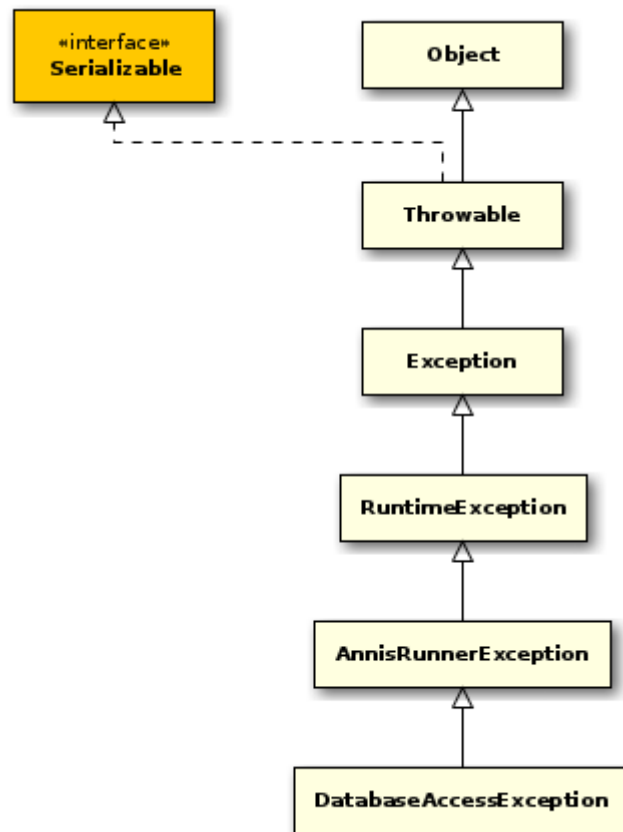 «interface»
Serializable
Object
Throwable
Exception
RuntimeException
AnnisRunnerException
DatabaseAccessException